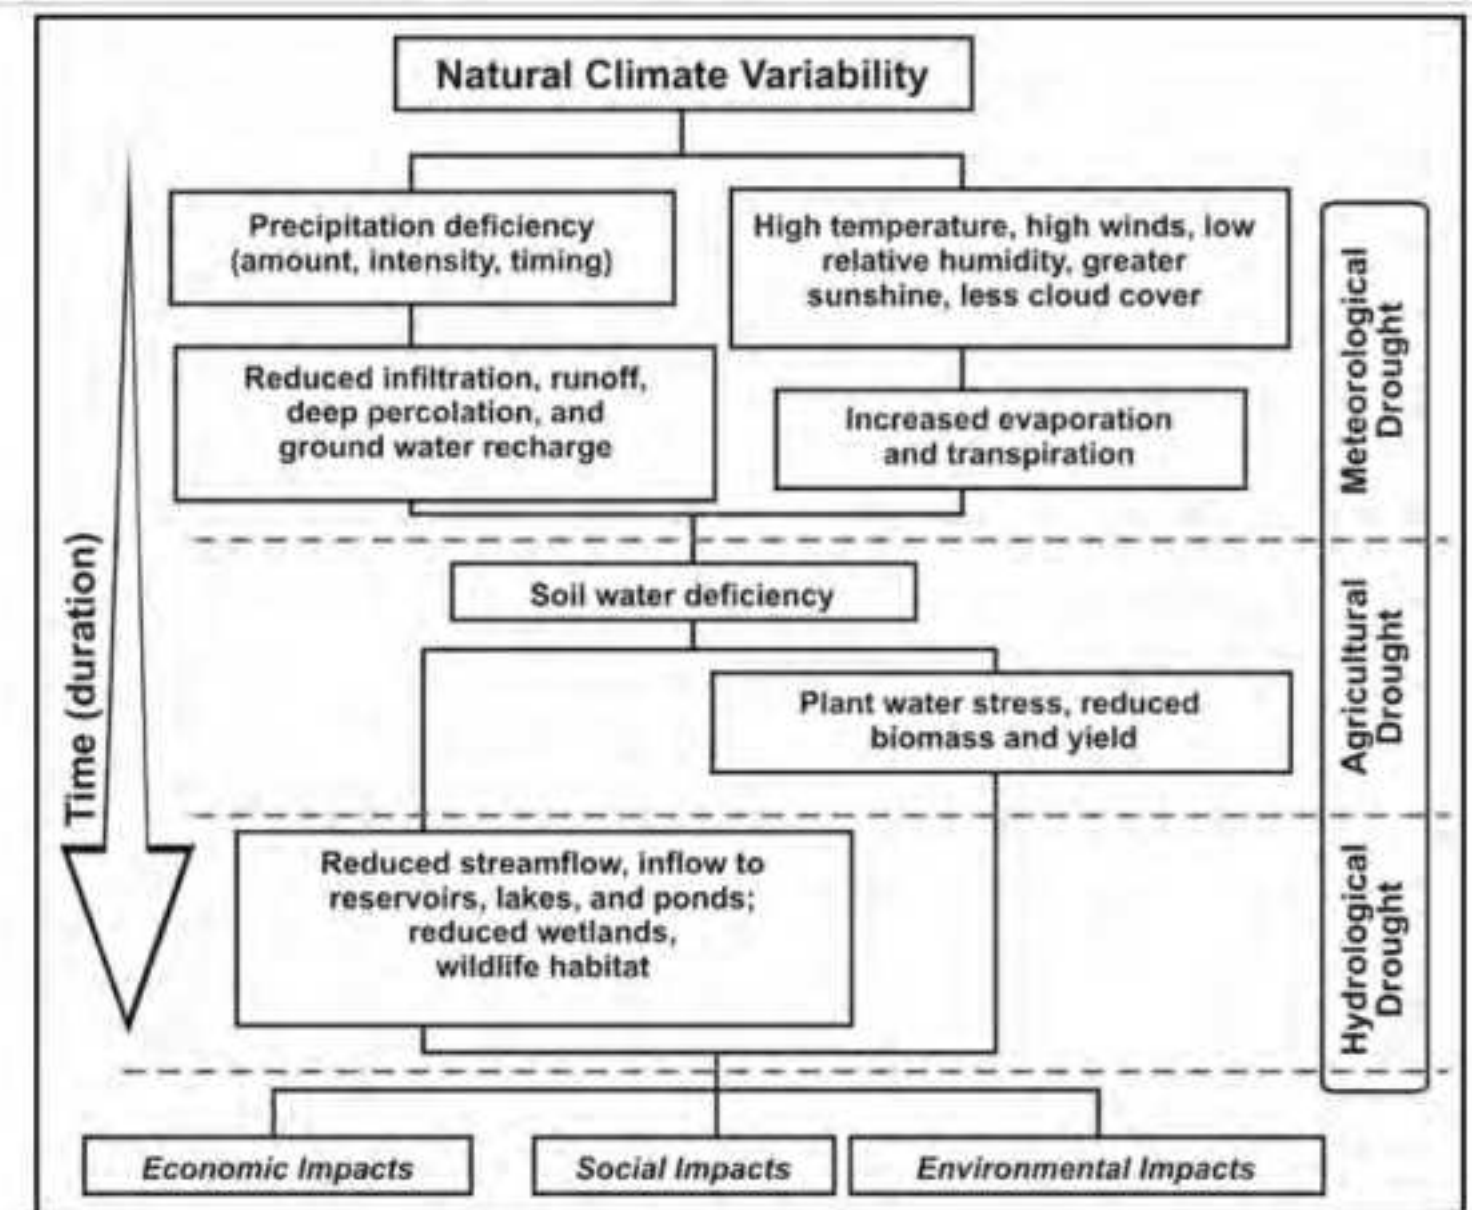 Natural Climate Variability
Precipitation deficiency
(amount, intensity, timing)
High temperature, high winds, low
relative humidity, greater
sunshine, less cloud cover
Reduced infiltration, runoff,
deep percolation, and
ground water recharge
Increased evaporation
and transpiration
Meteorological
Drought
Time (duration)
Soil water deficiency
Plant water stress, reduced
biomass and yield
Agricultural
Drought
Reduced streamflow, inflow to
reservoirs, lakes, and ponds;
reduced wetlands,
wildlife habitat
Hydrological
Drought
Economic Impacts
Social Impacts
Environmental Impacts